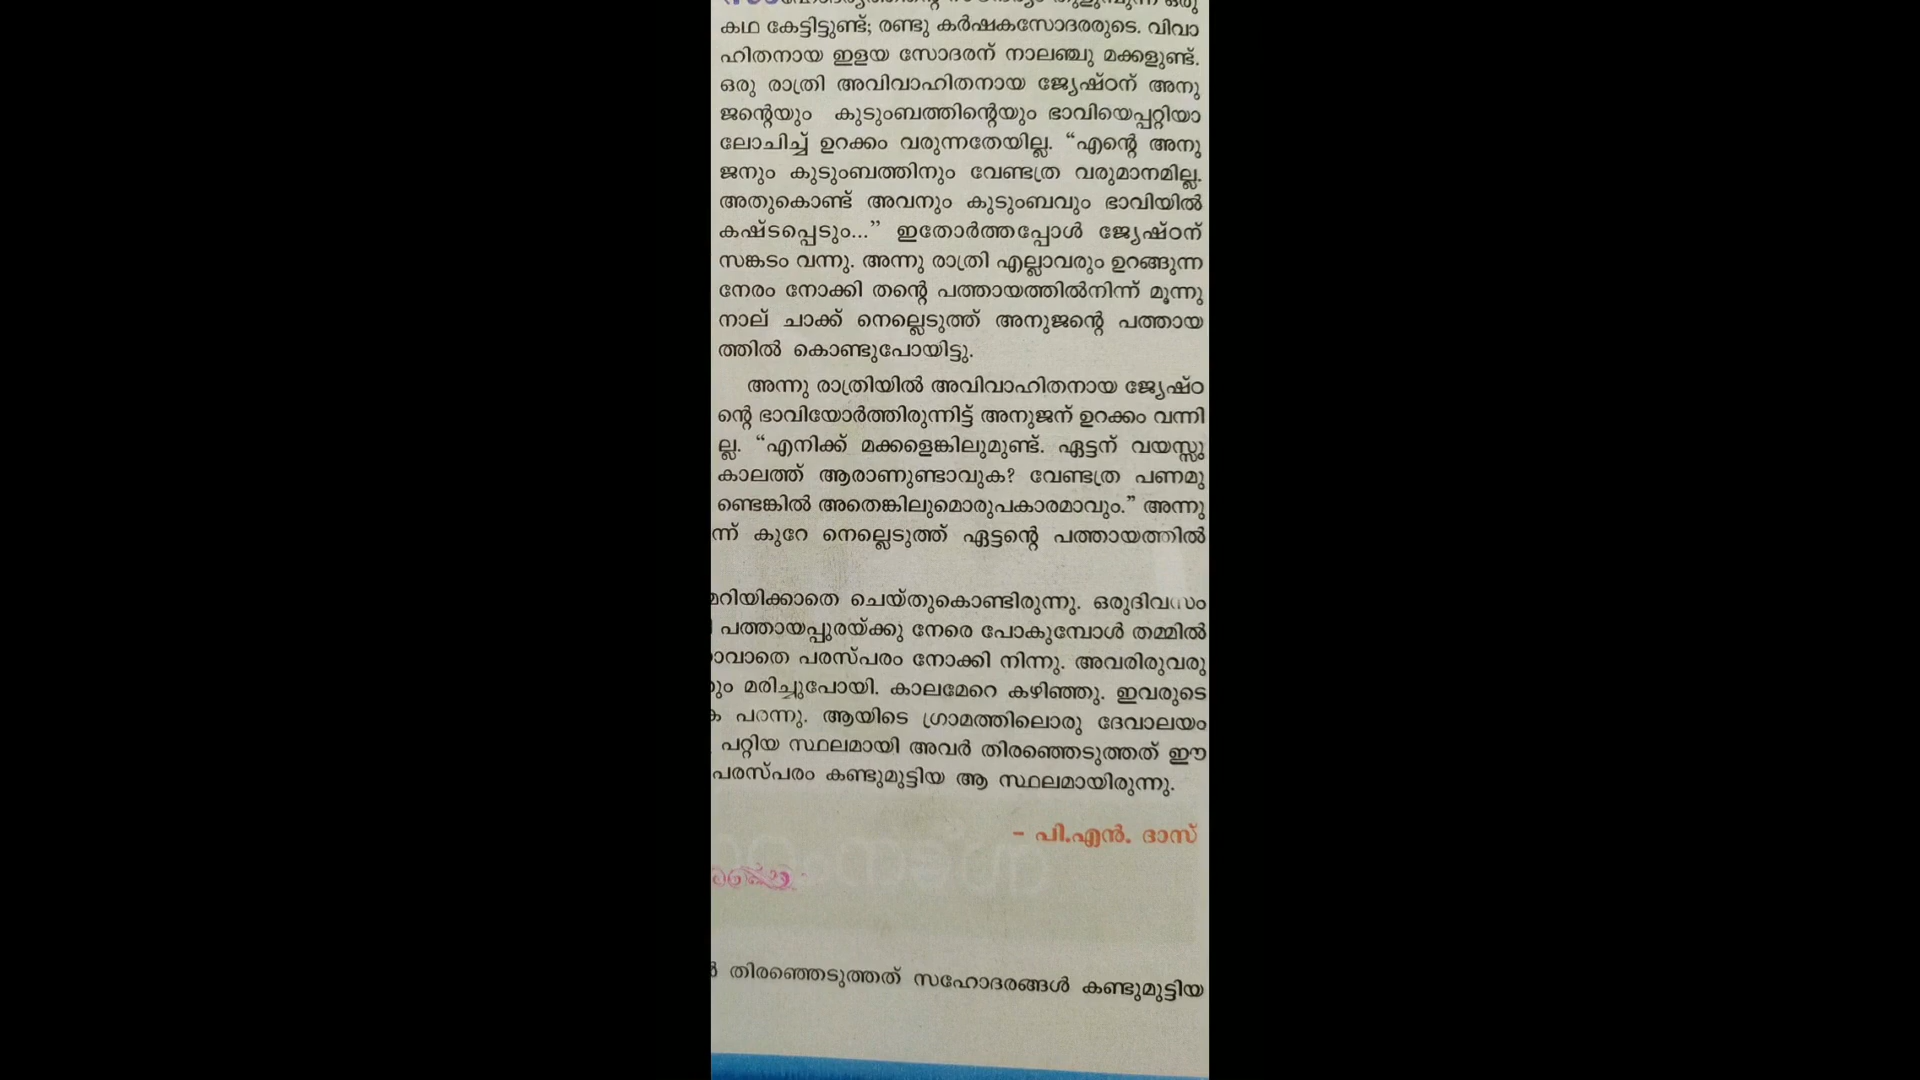 ഒരു
കഥ കേട്ടിട്ടുണ്ട്; രണ്ടു കർഷകസോദരരുടെ. വിവാ
ഹിതനായ ഇളയ സോദരന് നാലഞ്ചു മക്കളുണ്ട്.
ഒരു രാത്രി അവിവാഹിതനായ ജ്യേഷ്ഠന് അനു
ജന്റെയും കുടുംബത്തിന്റെയും ഭാവിയെപ്പറ്റിയാ
ലോചിച്ച് ഉറക്കം വരുന്നതേയില്ല. “എന്റെ അനു
ജനും കുടുംബത്തിനും വേണ്ടത്ര വരുമാനമില്ല.
അതുകൊണ്ട് അവനും കുടുംബവും ഭാവിയിൽ
കഷ്ടപ്പെടും...” ഇതോർത്തപ്പോൾ ജ്യേഷ്ഠന്
സങ്കടം വന്നു. അന്നു രാത്രി എല്ലാവരും ഉറങ്ങുന്ന
നേരം നോക്കി തന്റെ പത്തായത്തിൽനിന്ന് മൂന്നു
നാല് ചാക്ക് നെല്ലെടുത്ത് അനുജന്റെ പത്തായ
ത്തിൽ കൊണ്ടുപോയിട്ടു.
അന്നു രാത്രിയിൽ അവിവാഹിതനായ ജ്യേഷ്ഠ
ന്റെ ഭാവിയോർത്തിരുന്നിട്ട് അനുജന് ഉറക്കം വന്നി
ല്ല. “എനിക്ക് മക്കളെങ്കിലുമുണ്ട്. ഏട്ടന് വയസ്സു
കാലത്ത് ആരാണുണ്ടാവുക? വേണ്ടത്ര പണമു
ണ്ടെങ്കിൽ അതെങ്കിലുമൊരുപകാരമാവും.” അന്നു
ന്ന് കുറേ നെല്ലെടുത്ത് ഏട്ടന്റെ പത്തായത്തിൽ
മറിയിക്കാതെ ചെയ്തുകൊണ്ടിരുന്നു. ഒരുദിവസം
പത്തായപ്പുരയ്ക്കു നേരെ പോകുമ്പോൾ തമ്മിൽ
ാവാതെ പരസ്പരം നോക്കി നിന്നു. അവരിരുവരു
ും മരിച്ചുപോയി. കാലമേറെ കഴിഞ്ഞു. ഇവരുടെ
പരന്നു. ആയിടെ ഗ്രാമത്തിലൊരു ദേവാലയം
പറ്റിയ സ്ഥലമായി അവർ തിരഞ്ഞെടുത്തത് ഈ
പരസ്പരം കണ്ടുമുട്ടിയ ആ സ്ഥലമായിരുന്നു.
– പി.എൻ. ദാസ്
തിരഞ്ഞെടുത്തത് സഹോദരങ്ങൾ കണ്ടുമുട്ടിയ